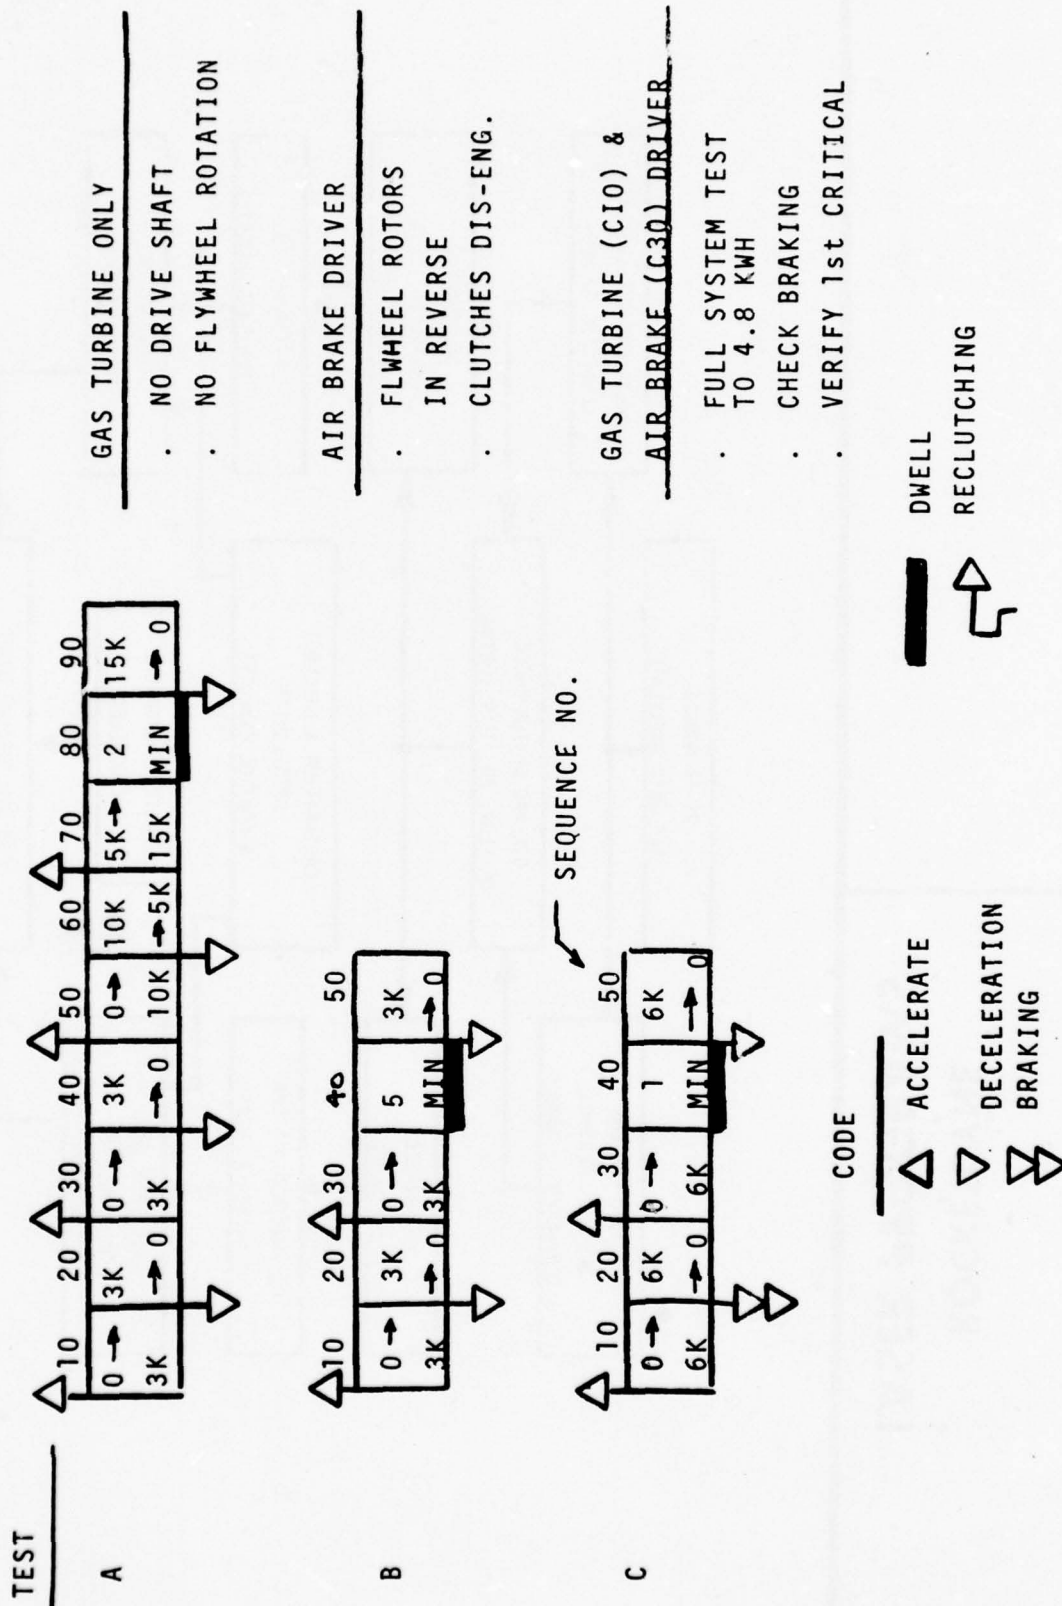 TEST
A
10 20 30 40 50 60 70 80 90
0→ 3K 0→ 3K 0→ 10K 5K→ 2 15K
3K →0 3K →0 10K →5K 15K MIN →0
GAS TURBINE ONLY
. NO DRIVE SHAFT
. NO FLYWHEEL ROTATION
B
10 20 30 40 50
0→ 3K 0→ 5 3K
3K →0 3K MIN →0
AIR BRAKE DRIVER
. FLWHEEL ROTORS
IN REVERSE
. CLUTCHES DIS-ENG.
SEQUENCE NO.
C
10 20 30 40 50
0→ 6K 0→ 1 6K
6K →0 6K MIN →0
GAS TURBINE (C10) &
AIR BRAKE (C30) DRIVER
. FULL SYSTEM TEST
TO 4.8 KWH
. CHECK BRAKING
. VERIFY 1st CRITICAL
CODE
ACCELERATE
DECELERATION
BRAKING
DWELL
RECLUTCHING